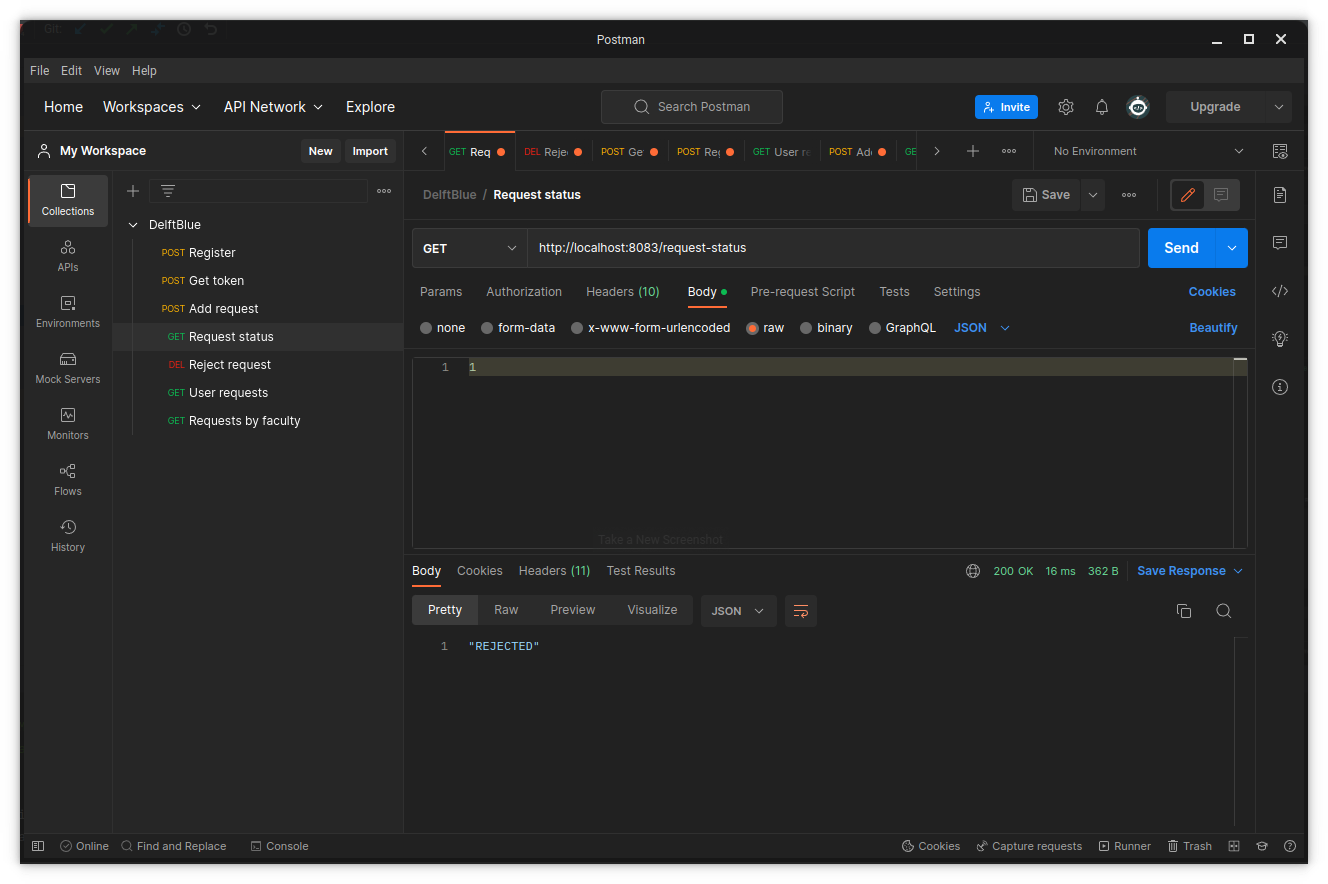 Git:
Postman
File Edit View Help
Home Workspaces API Network Explore Search Postman Invite Upgrade
My Workspace New Import
GET Req DEL Reje POST Ge POST Reg GET User re POST Ad GE No Environment
Collections
APIs
Environments
Mock Servers
Monitors
Flows
History
DelftBlue
POST Register
POST Get token
POST Add request
GET Request status
DEL Reject request
GET User requests
GET Requests by faculty
DelftBlue / Request status Save
GET http://localhost:8083/request-status Send
Params Authorization Headers (10) Body Pre-request Script Tests Settings Cookies
none form-data x-www-form-urlencoded raw binary GraphQL JSON Beautify
1 1
Take a New Screenshot
Body Cookies Headers (11) Test Results 200 OK 16 ms 362 B Save Response
Pretty Raw Preview Visualize JSON
1 "REJECTED"
Online Find and Replace Console Cookies Capture requests Runner Trash